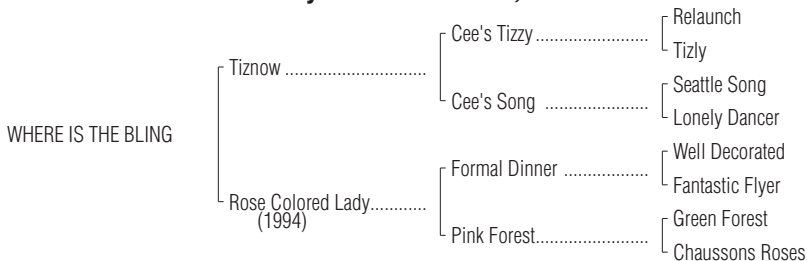 Relaunch
Cee's Tizzy
Tizly
Tiznow
Seattle Song
Cee's Song
Lonely Dancer
WHERE IS THE BLING
Well Decorated
Formal Dinner
Fantastic Flyer
Rose Colored Lady
(1994)
Green Forest
Pink Forest
Chaussons Roses